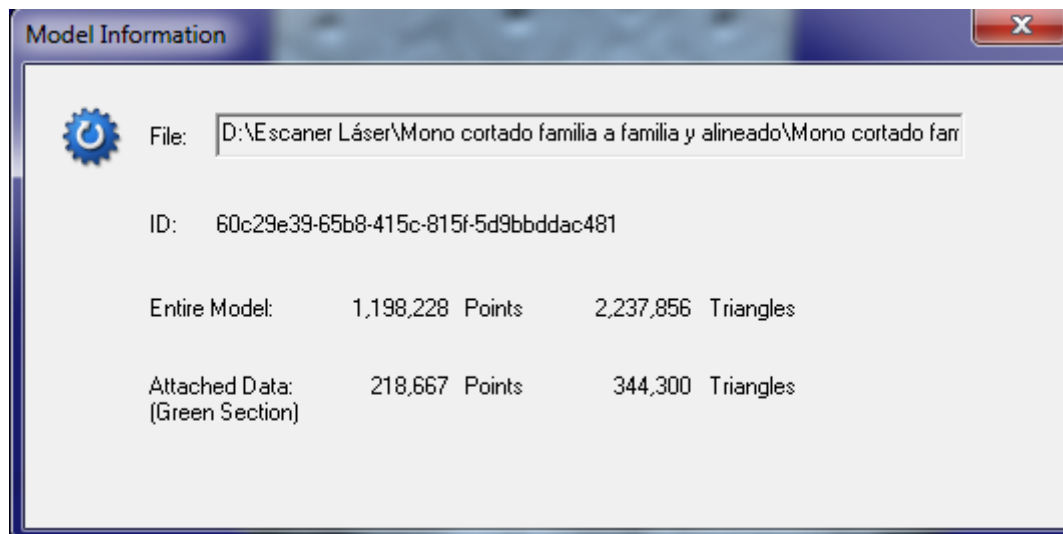 Model Information
File: D:\Escaner Láser\Mono cortado familia a familia y alineado\Mono cortado fam
ID: 60c29e39-65b8-415c-815f-5d9bbddac481
Entire Model: 1,198,228 Points 2,237,856 Triangles
Attached Data: 218,667 Points 344,300 Triangles
(Green Section)